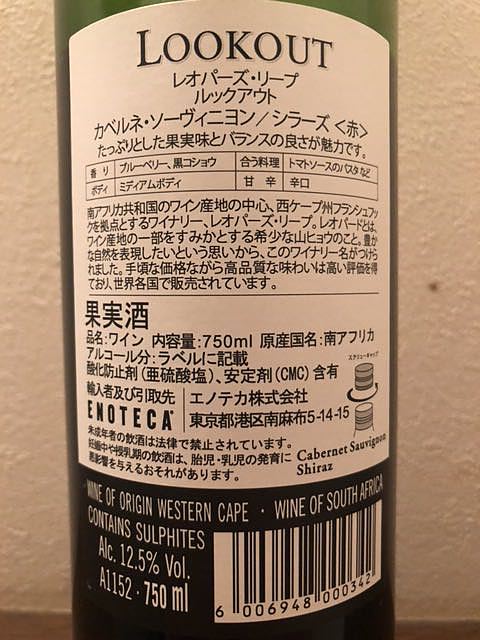 LOOKOUT
レオパーズ・リープ
ルックアウト
カベルネ・ソーヴィニヨン／シラーズ＜赤＞
たっぷりとした果実味とバランスの良さが魅力です。
香り ブルーベリー、黒コショウ 合う料理 トマトソースのパスタなど
ボディ ミディアムボディ 甘辛 辛口
南アフリカ共和国のワイン産地の中心、西ケープ州フランシュフッ
クを拠点とするワイナリー、レオパーズ・リープ。レオパードとは、
ワイン産地の一部をすみかとする希少な山ヒョウのこと。豊か
な自然を表現したいという思いから、このワイナリー名がつけら
れました。手頃な価格ながら高品質な味わいは高い評価を得
ており、世界各国で販売されています。
果実酒
品名:ワイン 内容量:750ml 原産国名:南アフリカ
アルコール分:ラベルに記載
スクリューキャップ
酸化防止剤（亜硫酸塩）、安定剤（CMC）含有
輸入者及び引取先 エノテカ株式会社
ENOTECA 東京都港区南麻布5-14-15
未成年者の飲酒は法律で禁止されています。
妊娠中や授乳期の飲酒は、胎児・乳児の発育に
悪影響を与えるおそれがあります。
Cabernet Sauvignon
Shiraz
WINE OF ORIGIN WESTERN CAPE · WINE OF SOUTH AFRICA
CONTAINS SULPHITES
Alc. 12.5% Vol.
A1152 · 750 ml
6 006948 000342